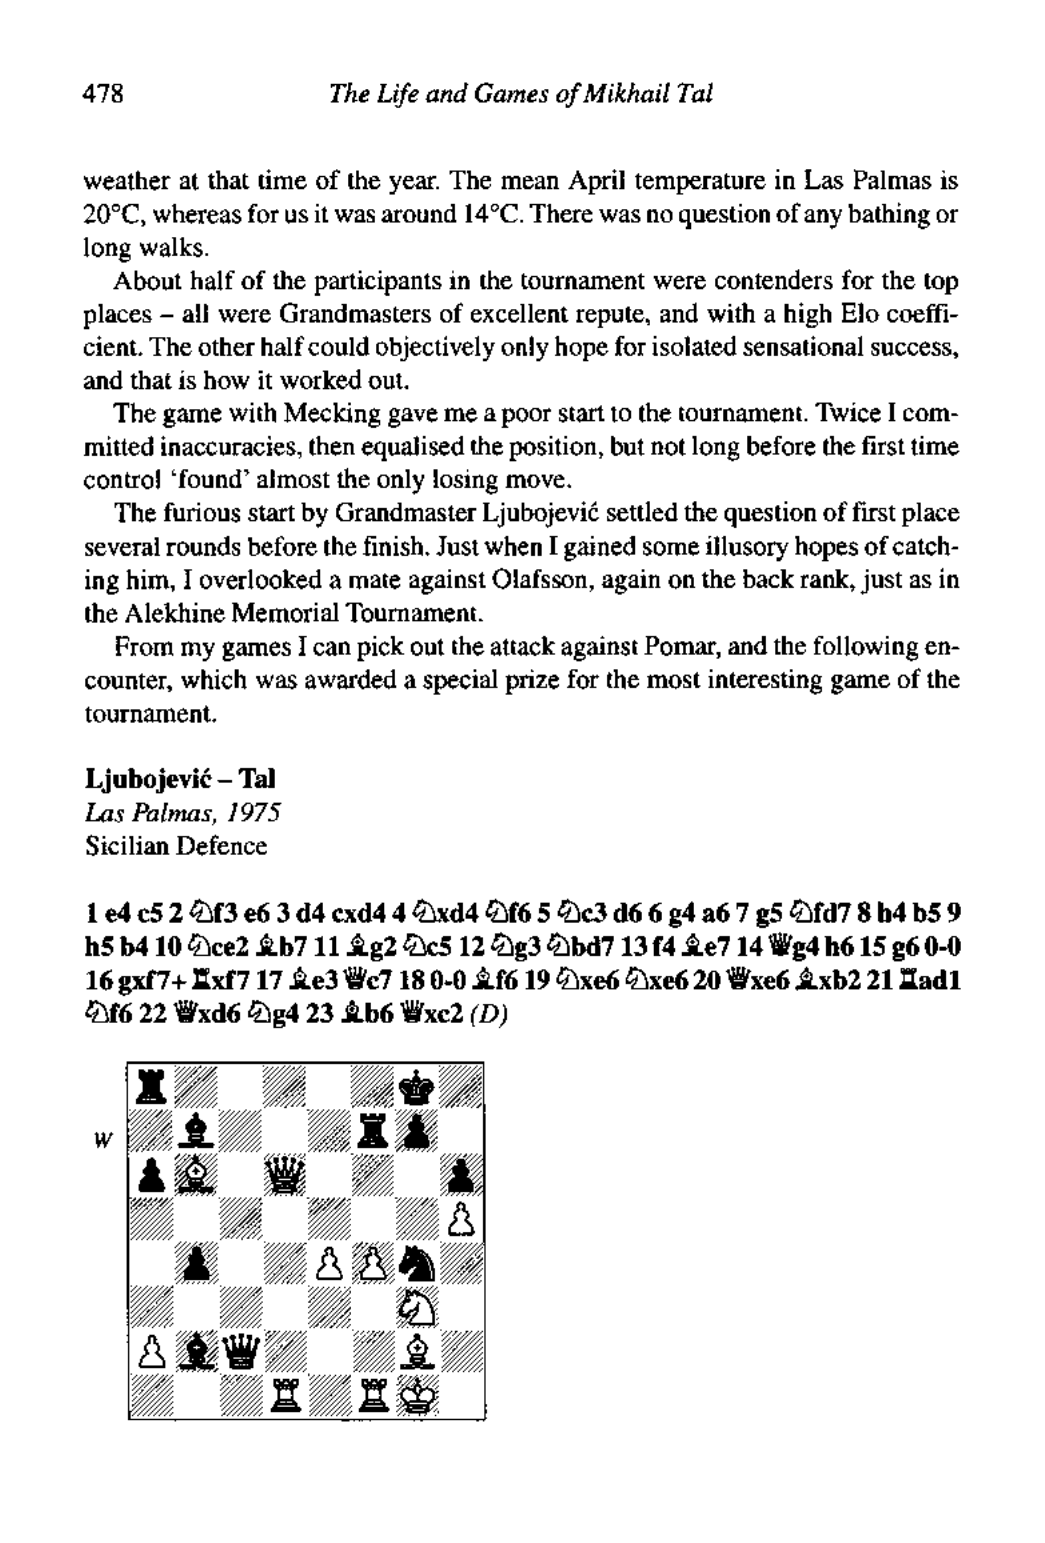 478 The Life and Games of Mikhail Tal
weather at that time of the year. The mean April temperature in Las Palmas is
20°C, whereas for us it was around 14°C. There was no question of any bathing or
long walks.
About half of the participants in the tournament were contenders for the top
places – all were Grandmasters of excellent repute, and with a high Elo coeffi-
cient. The other half could objectively only hope for isolated sensational success,
and that is how it worked out.
The game with Mecking gave me a poor start to the tournament. Twice I com-
mitted inaccuracies, then equalised the position, but not long before the first time
control ‘found’ almost the only losing move.
The furious start by Grandmaster Ljubojević settled the question of first place
several rounds before the finish. Just when I gained some illusory hopes of catch-
ing him, I overlooked a mate against Olafsson, again on the back rank, just as in
the Alekhine Memorial Tournament.
From my games I can pick out the attack against Pomar, and the following en-
counter, which was awarded a special prize for the most interesting game of the
tournament.
Ljubojević – Tal
Las Palmas, 1975
Sicilian Defence
1 e4 c5 2 ♘f3 e6 3 d4 cxd4 4 ♘xd4 ♘f6 5 ♘c3 d6 6 g4 a6 7 g5 ♘fd7 8 h4 b5 9
h5 b4 10 ♘ce2 ♗b7 11 ♗g2 ♘c5 12 ♘g3 ♘bd7 13 f4 ♗e7 14 ♕g4 h6 15 g6 0-0
16 gxf7+ ♖xf7 17 ♗e3 ♕c7 18 0-0 ♗f6 19 ♘xe6 ♘xe6 20 ♕xe6 ♗xb2 21 ♖ad1
♘f6 22 ♕xd6 ♘g4 23 ♗b6 ♕xc2 (D)
W